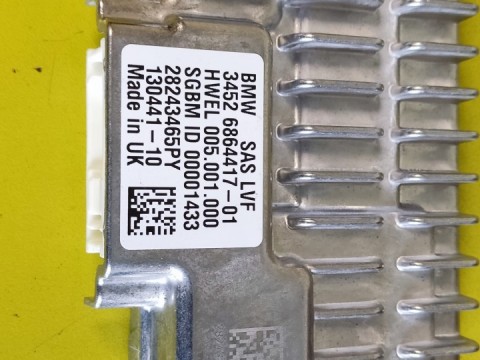 BMW SAS LVF
3452 6864417-01
HWEL 005.001.000
SGBM ID 00001433
28243465PY
130441-10
Made in UK